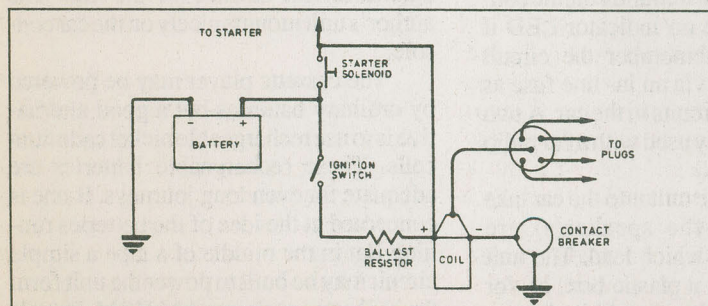 TO STARTER
STARTER
SOLENOID
- +
BATTERY
IGNITION
SWITCH
TO
PLUGS
+ -
BALLAST
RESISTOR
COIL
CONTACT
BREAKER